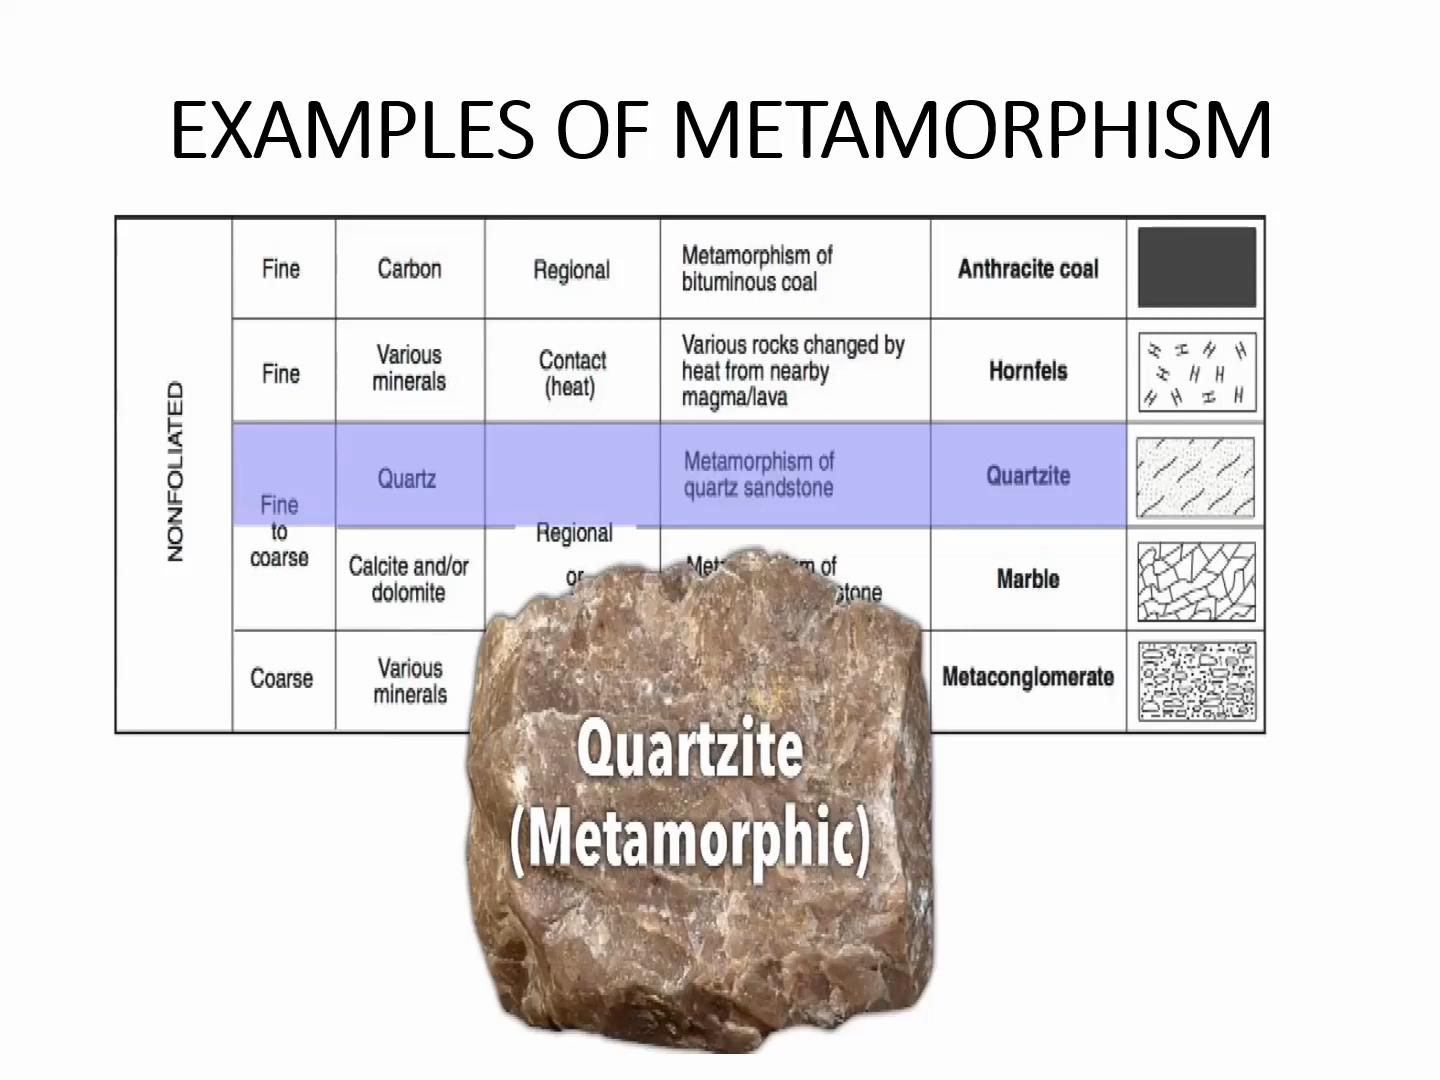 EXAMPLES OF METAMORPHISM
NONFOLIATED
Fine
Carbon
Regional
Metamorphism of
bituminous coal
Anthracite coal
Fine
Various
minerals
Contact
(heat)
Various rocks changed by
heat from nearby
magma/lava
Hornfels
Fine
to
coarse
Quartz
Regional
or
Metamorphism of
quartz sandstone
Quartzite
Calcite and/or
dolomite
of
Marble
Coarse
Various
minerals
Metaconglomerate
Quartzite
(Metamorphic)